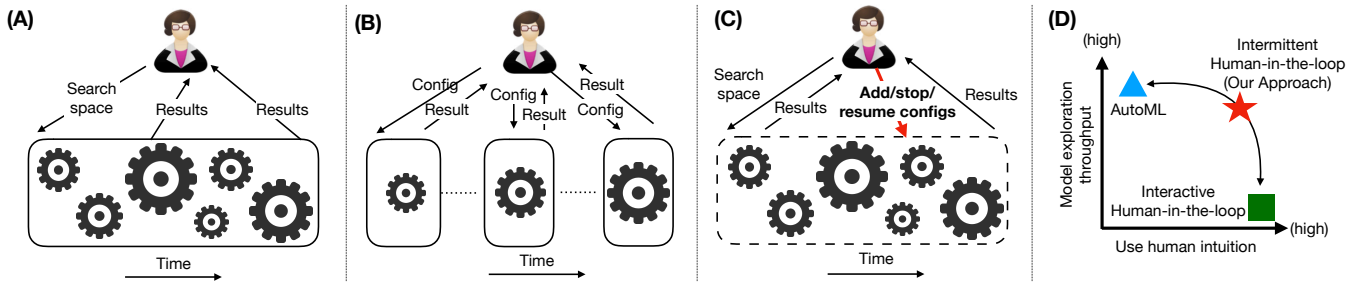 (A)
Search
space
Results
Results
Time
(B)
Config
Result
Config
Result
Result
Config
Time
(C)
Search
space
Results
Add/stop/
resume configs
Results
Time
(D)
(high)
Model exploration
throughput
AutoML
Intermittent
Human-in-the-loop
(Our Approach)
Interactive
Human-in-the-loop
(high)
Use human intuition